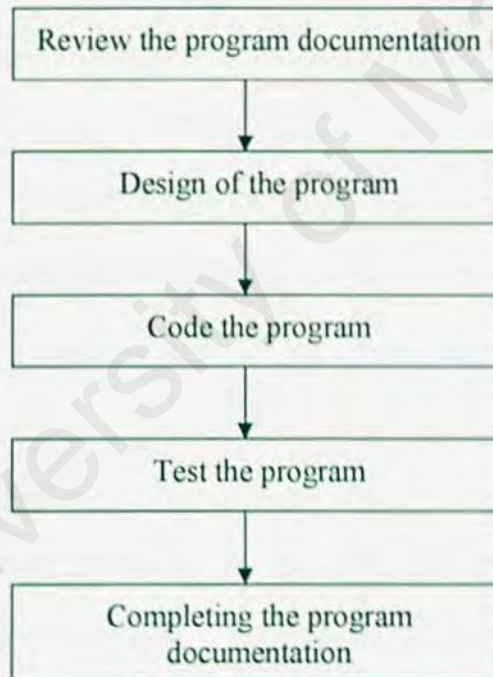 Review the program documentation
Design of the program
Code the program
Test the program
Completing the program
documentation